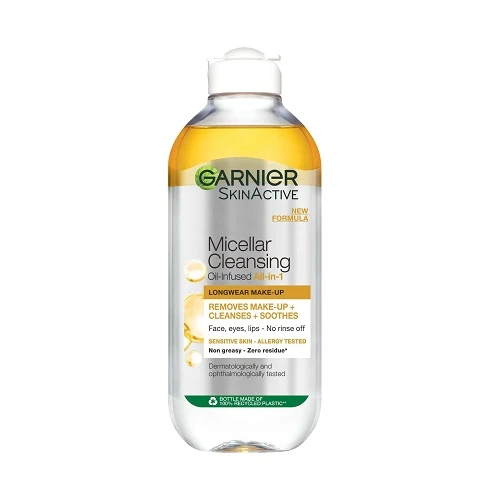 GARNIER
SKINACTIVE
NEW
FORMULA
Micellar
Cleansing
Oil-Infused All-in-1
LONGWEAR MAKE-UP
REMOVES MAKE-UP +
CLEANSES + SOOTHES
Face, eyes, lips - No rinse off
SENSITIVE SKIN - ALLERGY TESTED
Non greasy - Zero residue*
Dermatologically and
ophthalmologically tested
BOTTLE MADE OF
100% RECYCLED PLASTIC**